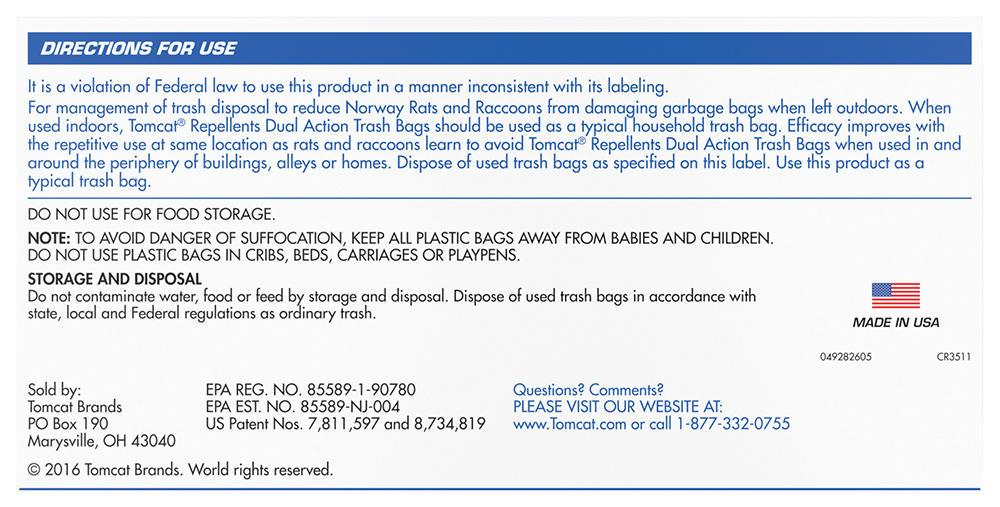 DIRECTIONS FOR USE
It is a violation of Federal law to use this product in a manner inconsistent with its labeling.
For management of trash disposal to reduce Norway Rats and Raccoons from damaging garbage bags when left outdoors. When
used indoors, Tomcat® Repellents Dual Action Trash Bags should be used as a typical household trash bag. Efficacy improves with
the repetitive use at same location as rats and raccoons learn to avoid Tomcat® Repellents Dual Action Trash Bags when used in and
around the periphery of buildings, alleys or homes. Dispose of used trash bags as specified on this label. Use this product as a
typical trash bag.
DO NOT USE FOR FOOD STORAGE.
NOTE: TO AVOID DANGER OF SUFFOCATION, KEEP ALL PLASTIC BAGS AWAY FROM BABIES AND CHILDREN.
DO NOT USE PLASTIC BAGS IN CRIBS, BEDS, CARRIAGES OR PLAYPENS.
STORAGE AND DISPOSAL
Do not contaminate water, food or feed by storage and disposal. Dispose of used trash bags in accordance with
state, local and Federal regulations as ordinary trash.
MADE IN USA
049282605 CR3511
Sold by:
Tomcat Brands
PO Box 190
Marysville, OH 43040
EPA REG. NO. 85589-1-90780
EPA EST. NO. 85589-NJ-004
US Patent Nos. 7,811,597 and 8,734,819
Questions? Comments?
PLEASE VISIT OUR WEBSITE AT:
www.Tomcat.com or call 1-877-332-0755
© 2016 Tomcat Brands. World rights reserved.